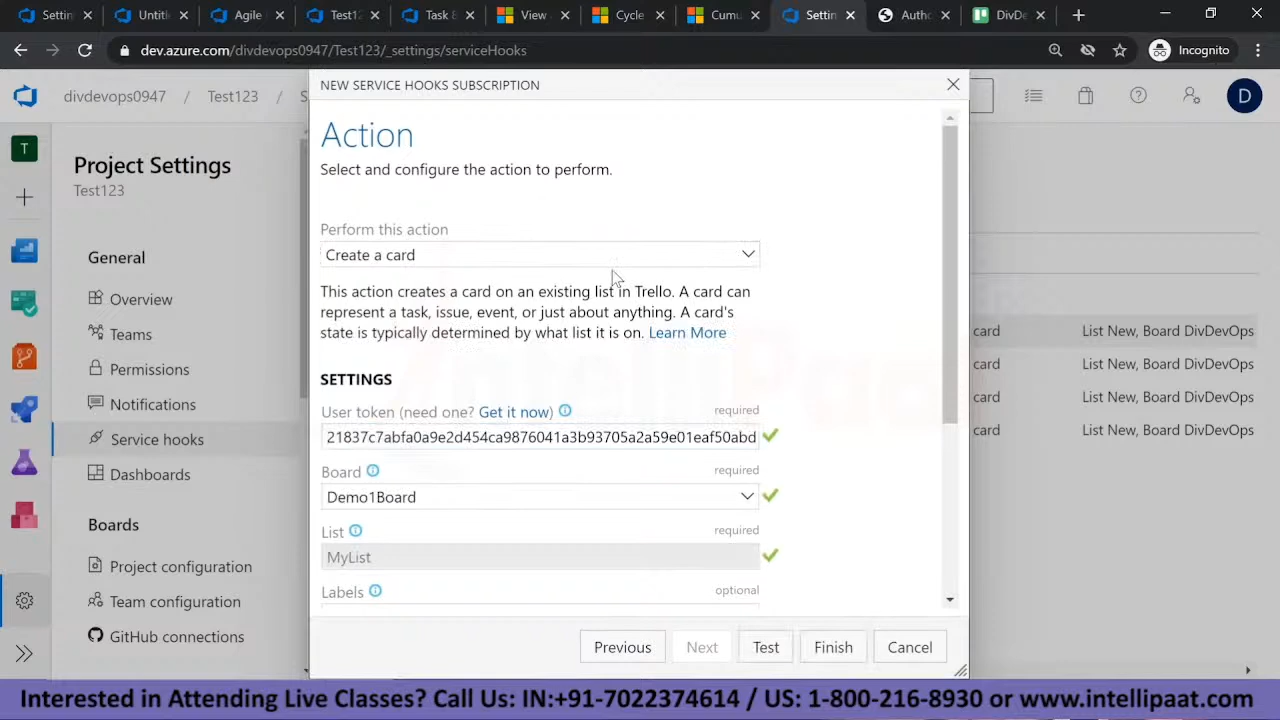 Settin
Untitl
Agile
Test12
Task B
View
Cycle
Cumu
Settin
Autho
DivDe
dev.azure.com/divdevops0947/Test123/_settings/serviceHooks
Incognito
divdevops0947 / Test123 / S
D
T
Project Settings
Test123
General
Overview
Teams
Permissions
Notifications
Service hooks
Dashboards
Boards
Project configuration
Team configuration
GitHub connections
NEW SERVICE HOOKS SUBSCRIPTION
Action
Select and configure the action to perform.
Perform this action
Create a card
This action creates a card on an existing list in Trello. A card can
represent a task, issue, event, or just about anything. A card's
state is typically determined by what list it is on. Learn More
SETTINGS
User token (need one? Get it now) required
21837c7abfa0a9e2d454ca9876041a3b93705a2a59e01eaf50abd
Board required
Demo1Board
List required
MyList
Labels optional
Previous Next Test Finish Cancel
card List New, Board DivDevOps
card List New, Board DivDevOps
card List New, Board DivDevOps
card List New, Board DivDevOps
IntelliPaat
Interested in Attending Live Classes? Call Us: IN:+91-7022374614 / US: 1-800-216-8930 or www.intellipaat.com